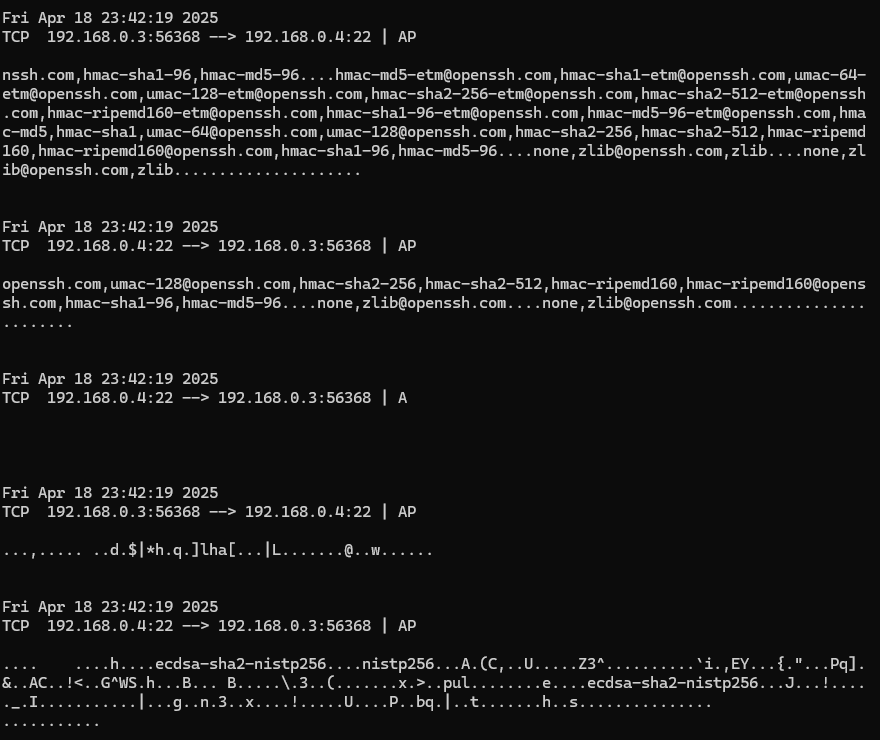 Fri Apr 18 23:42:19 2025
TCP  192.168.0.3:56368 --> 192.168.0.4:22 | AP
nssh.com,hmac-sha1-96,hmac-md5-96....hmac-md5-etm@openssh.com,hmac-sha1-etm@openssh.com,umac-64-
etm@openssh.com,umac-128-etm@openssh.com,hmac-sha2-256-etm@openssh.com,hmac-sha2-512-etm@openssh
.com,hmac-ripemd160-etm@openssh.com,hmac-sha1-96-etm@openssh.com,hmac-md5-96-etm@openssh.com,hma
c-md5,hmac-sha1,umac-64@openssh.com,umac-128@openssh.com,hmac-sha2-256,hmac-sha2-512,hmac-ripemd
160,hmac-ripemd160@openssh.com,hmac-sha1-96,hmac-md5-96....none,zlib@openssh.com,zlib....none,zl
ib@openssh.com,zlib.....................
Fri Apr 18 23:42:19 2025
TCP  192.168.0.4:22 --> 192.168.0.3:56368 | AP
openssh.com,umac-128@openssh.com,hmac-sha2-256,hmac-sha2-512,hmac-ripemd160,hmac-ripemd160@opens
sh.com,hmac-sha1-96,hmac-md5-96....none,zlib@openssh.com....none,zlib@openssh.com...............
........
Fri Apr 18 23:42:19 2025
TCP  192.168.0.4:22 --> 192.168.0.3:56368 | A
Fri Apr 18 23:42:19 2025
TCP  192.168.0.3:56368 --> 192.168.0.4:22 | AP
...,..... ..d.$|*h.q.]lha[...|L.......@..w......
Fri Apr 18 23:42:19 2025
TCP  192.168.0.4:22 --> 192.168.0.3:56368 | AP
....    ....h....ecdsa-sha2-nistp256....nistp256...A.(C,..U.....Z3^..........`i.,EY...{."...Pq].
&..AC..!<..G^WS.h...B... B.....\.3..(.......x.>..pul........e....ecdsa-sha2-nistp256...J...!....
._.I...........|...g..n.3..x....!.....U....P..bq.|..t.......h..s...............
...........